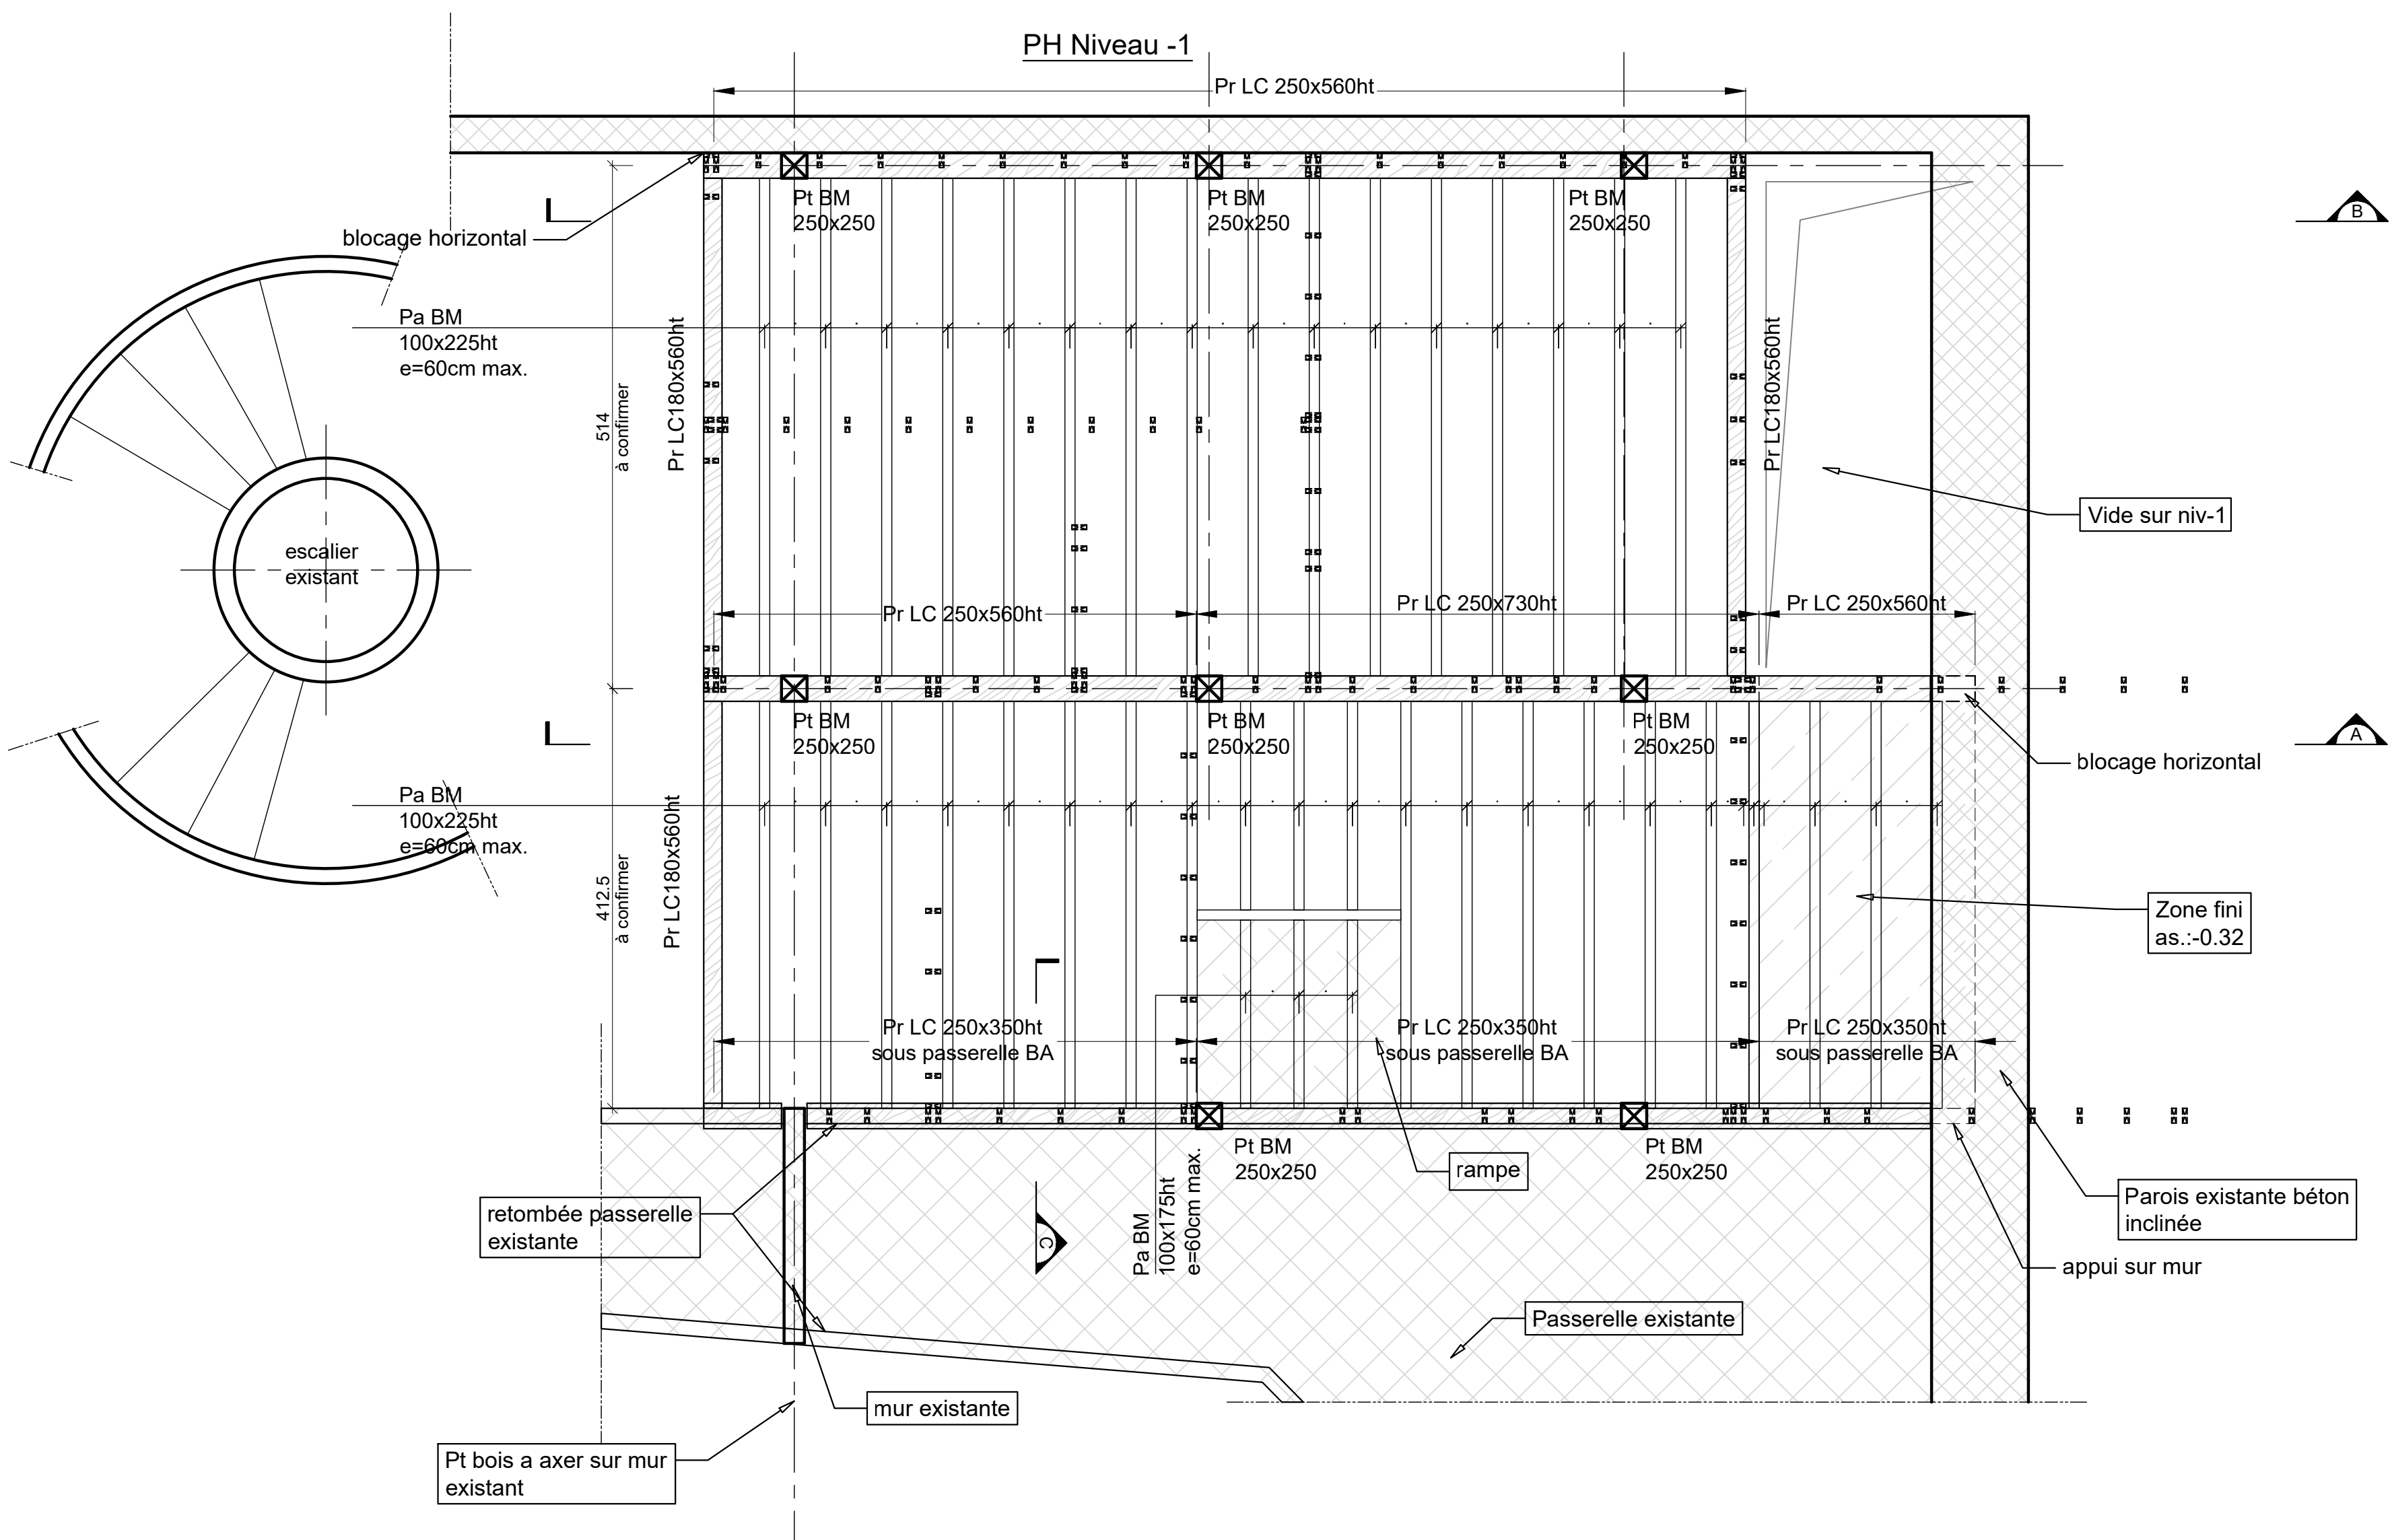 PH Niveau -1
Pr LC 250x560ht
Pt BM
250x250
Pt BM
250x250
Pt BM
250x250
B
blocage horizontal
Pa BM
100x225ht
e=60cm max.
514
à confirmer
Pr LC180x560ht
Pr LC180x560ht
Vide sur niv-1
escalier
existant
Pr LC 250x560ht
Pr LC 250x730ht
Pr LC 250x560ht
Pt BM
250x250
Pt BM
250x250
Pt BM
250x250
A
blocage horizontal
Pa BM
100x225ht
e=60cm max.
412.5
à confirmer
Pr LC180x560ht
Zone fini
as.:-0.32
Pr LC 250x350ht
sous passerelle BA
Pr LC 250x350ht
sous passerelle BA
Pr LC 250x350ht
sous passerelle BA
Pt BM
250x250
Pt BM
250x250
rampe
Pa BM
100x175ht
e=60cm max.
retombée passerelle
existante
C
Parois existante béton
inclinée
appui sur mur
Passerelle existante
mur existante
Pt bois a axer sur mur
existant